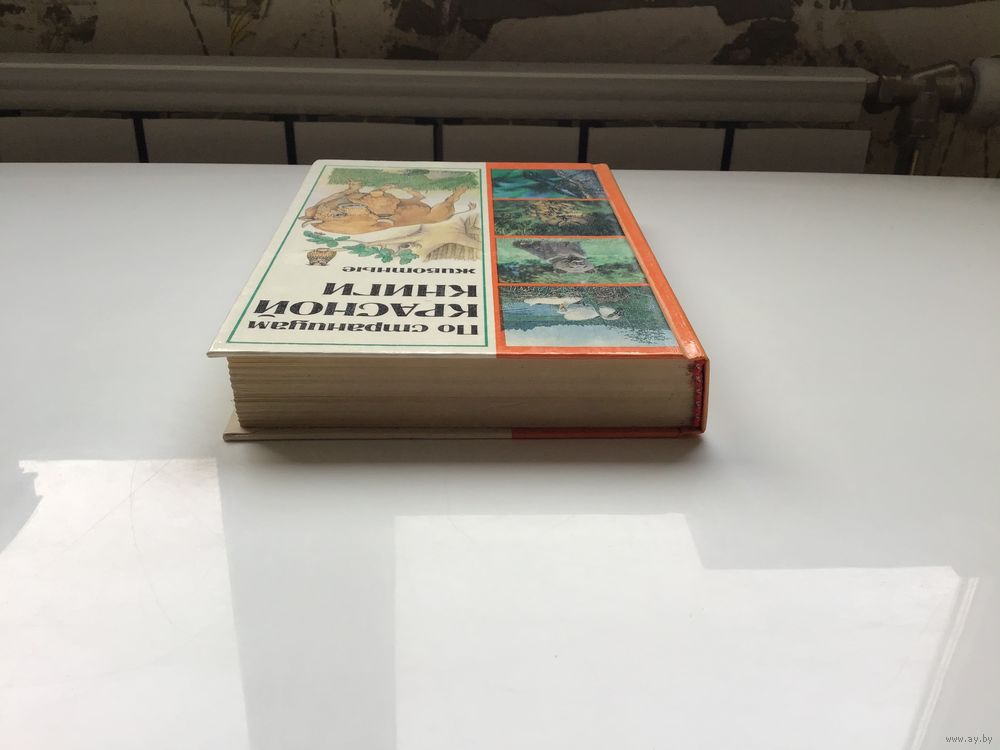 По страницам
КРАСНОЙ
КНИГИ
животные
www.ay.by